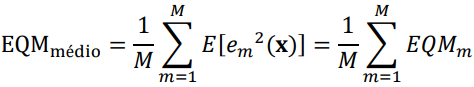 EQM_médio = 1/M ∑_{m=1}^{M} E[e_m²(𝐱)] = 1/M ∑_{m=1}^{M} EQM_m